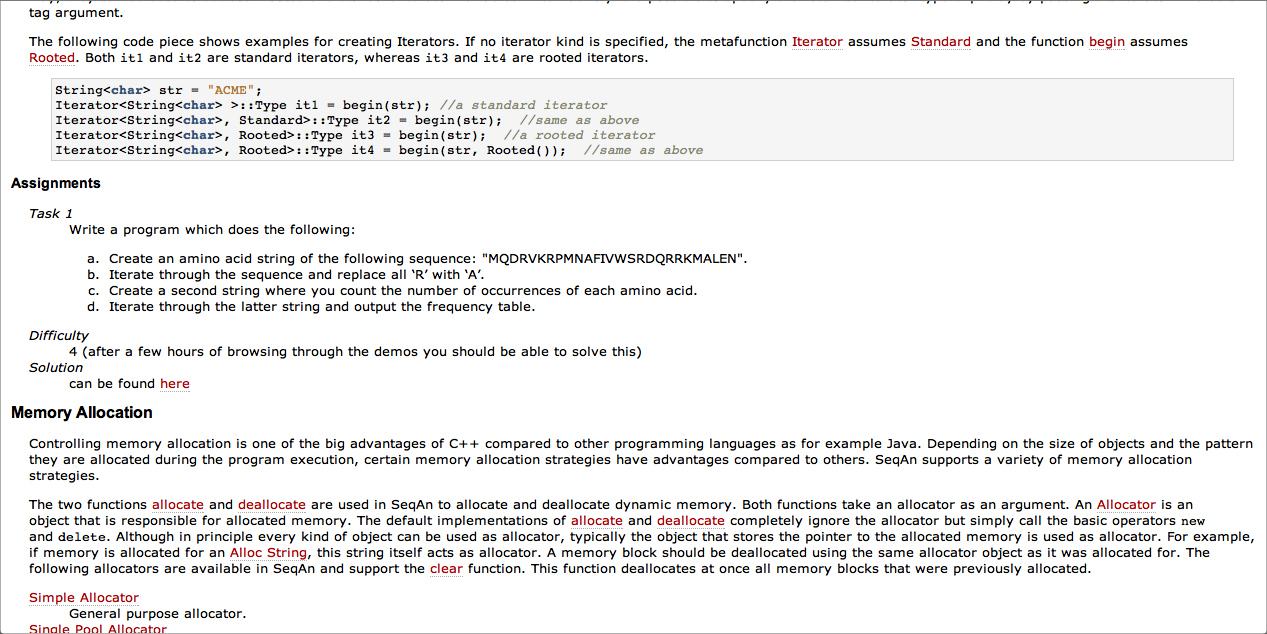 tag argument.
The following code piece shows examples for creating Iterators. If no iterator kind is specified, the metafunction Iterator assumes Standard and the function begin assumes
Rooted. Both it1 and it2 are standard iterators, whereas it3 and it4 are rooted iterators.
String<char> str = "ACME";
Iterator<String<char> >::Type it1 = begin(str); //a standard iterator
Iterator<String<char>, Standard>::Type it2 = begin(str);  //same as above
Iterator<String<char>, Rooted>::Type it3 = begin(str);  //a rooted iterator
Iterator<String<char>, Rooted>::Type it4 = begin(str, Rooted());  //same as above
Assignments
Task 1
Write a program which does the following:
a. Create an amino acid string of the following sequence: "MQDRVKRPMNAFIVWSRDQRRKMALEN".
b. Iterate through the sequence and replace all ‘R’ with ‘A’.
c. Create a second string where you count the number of occurrences of each amino acid.
d. Iterate through the latter string and output the frequency table.
Difficulty
4 (after a few hours of browsing through the demos you should be able to solve this)
Solution
can be found here
Memory Allocation
Controlling memory allocation is one of the big advantages of C++ compared to other programming languages as for example Java. Depending on the size of objects and the pattern
they are allocated during the program execution, certain memory allocation strategies have advantages compared to others. SeqAn supports a variety of memory allocation
strategies.
The two functions allocate and deallocate are used in SeqAn to allocate and deallocate dynamic memory. Both functions take an allocator as an argument. An Allocator is an
object that is responsible for allocated memory. The default implementations of allocate and deallocate completely ignore the allocator but simply call the basic operators new
and delete. Although in principle every kind of object can be used as allocator, typically the object that stores the pointer to the allocated memory is used as allocator. For example,
if memory is allocated for an Alloc String, this string itself acts as allocator. A memory block should be deallocated using the same allocator object as it was allocated for. The
following allocators are available in SeqAn and support the clear function. This function deallocates at once all memory blocks that were previously allocated.
Simple Allocator
General purpose allocator.
Single Pool Allocator